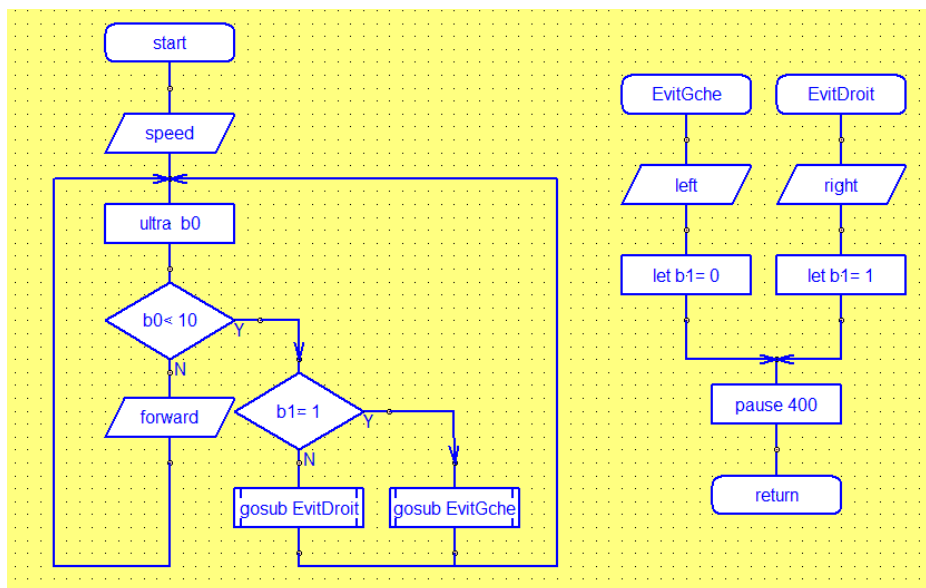 start
speed
ultra b0
b0< 10
Y
N
forward
b1= 1
Y
N
gosub EvitDroit
gosub EvitGche
EvitGche
EvitDroit
left
right
let b1= 0
let b1= 1
pause 400
return